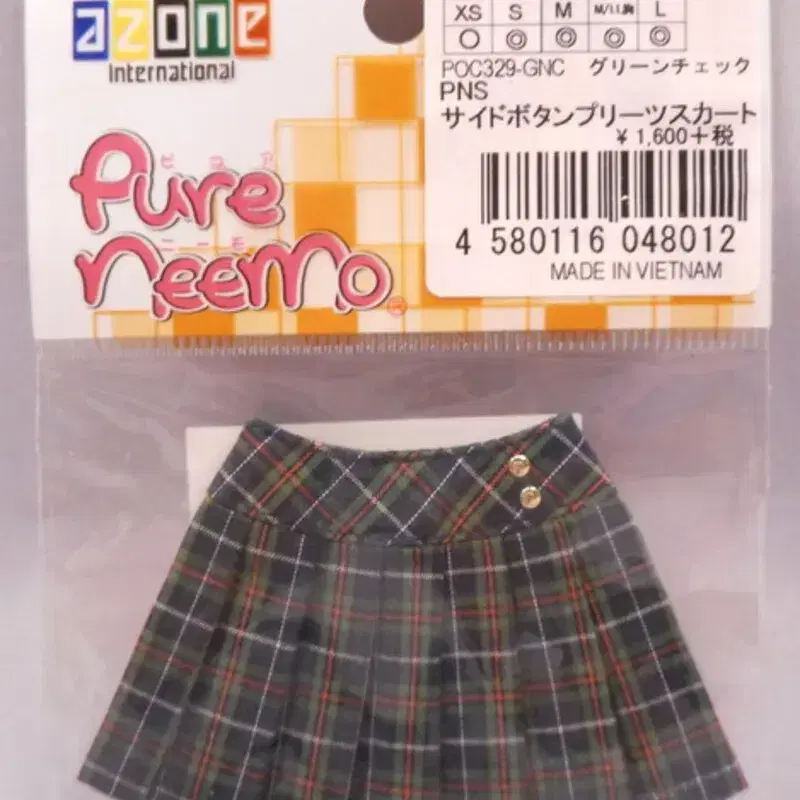 azone
international
Pure
ピュア
neemo®
ニーモ
XS S M M/LL胸 L
○ ◎ ◎ ◎ ◎
POC329-GNC グリーンチェック
PNS
サイドボタンプリーツスカート
¥ 1,600+税
4 580116 048012
MADE IN VIETNAM